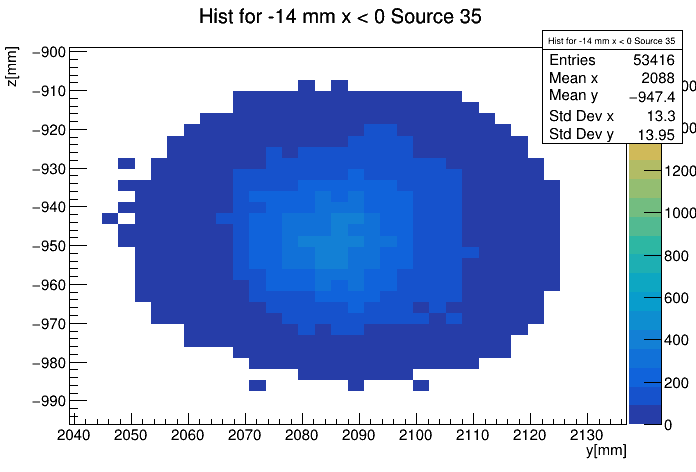 Hist for -14 mm x < 0 Source 35
Hist for -14 mm x < 0 Source 35
Entries 53416
Mean x 2088
Mean y −947.4
Std Dev x 13.3
Std Dev y 13.95
z[mm]
−900
−910
−920
−930
−940
−950
−960
−970
−980
−990
1200
1000
800
600
400
200
0
2040 2050 2060 2070 2080 2090 2100 2110 2120 2130
y[mm]